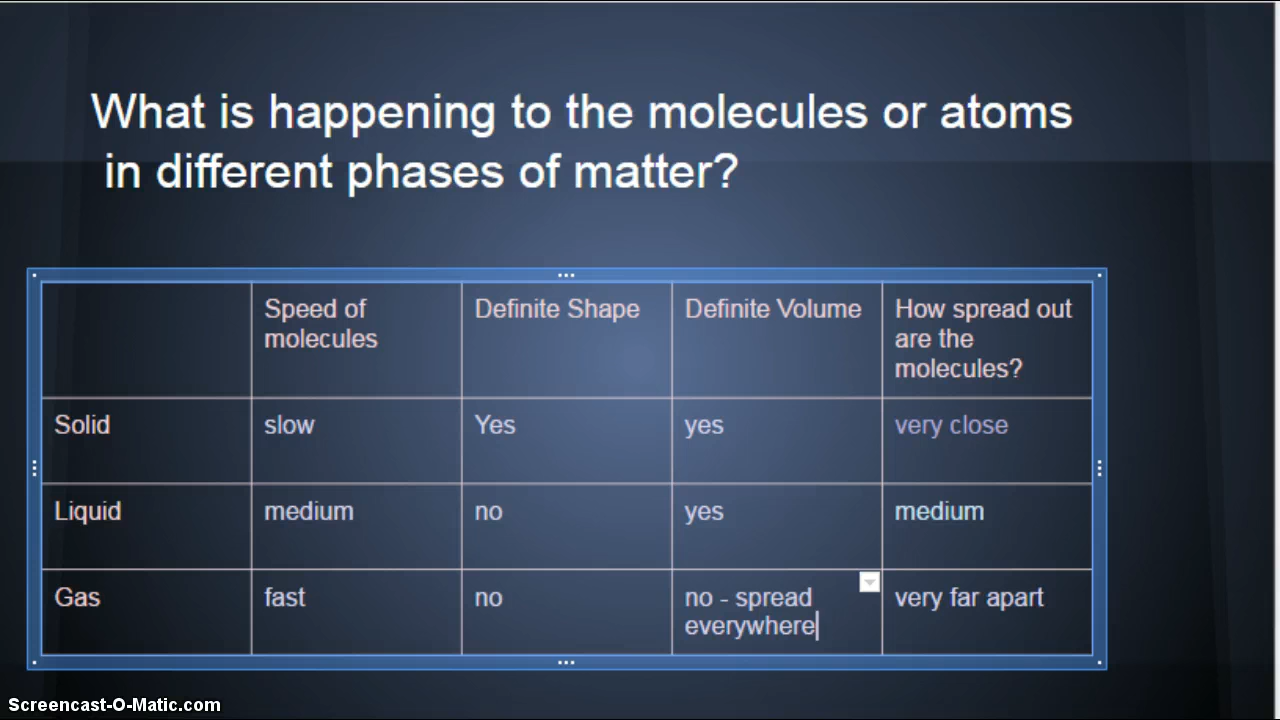 What is happening to the molecules or atoms
in different phases of matter?
Speed of
molecules
Definite Shape
Definite Volume
How spread out
are the
molecules?
Solid
slow
Yes
yes
very close
Liquid
medium
no
yes
medium
Gas
fast
no
no - spread
everywhere
very far apart
Screencast-O-Matic.com